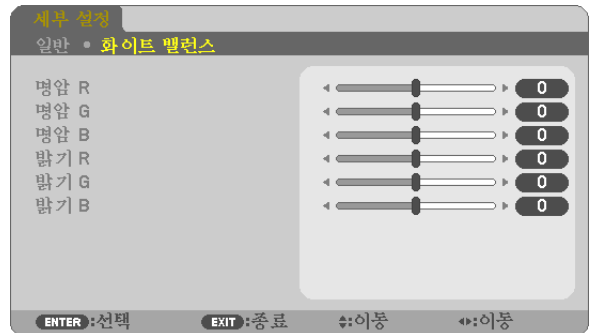 세부 설정
일반 • 화이트 밸런스
명암 R 0
명암 G 0
명암 B 0
밝기 R 0
밝기 G 0
밝기 B 0
ENTER :선택 EXIT :종료 :이동 :이동